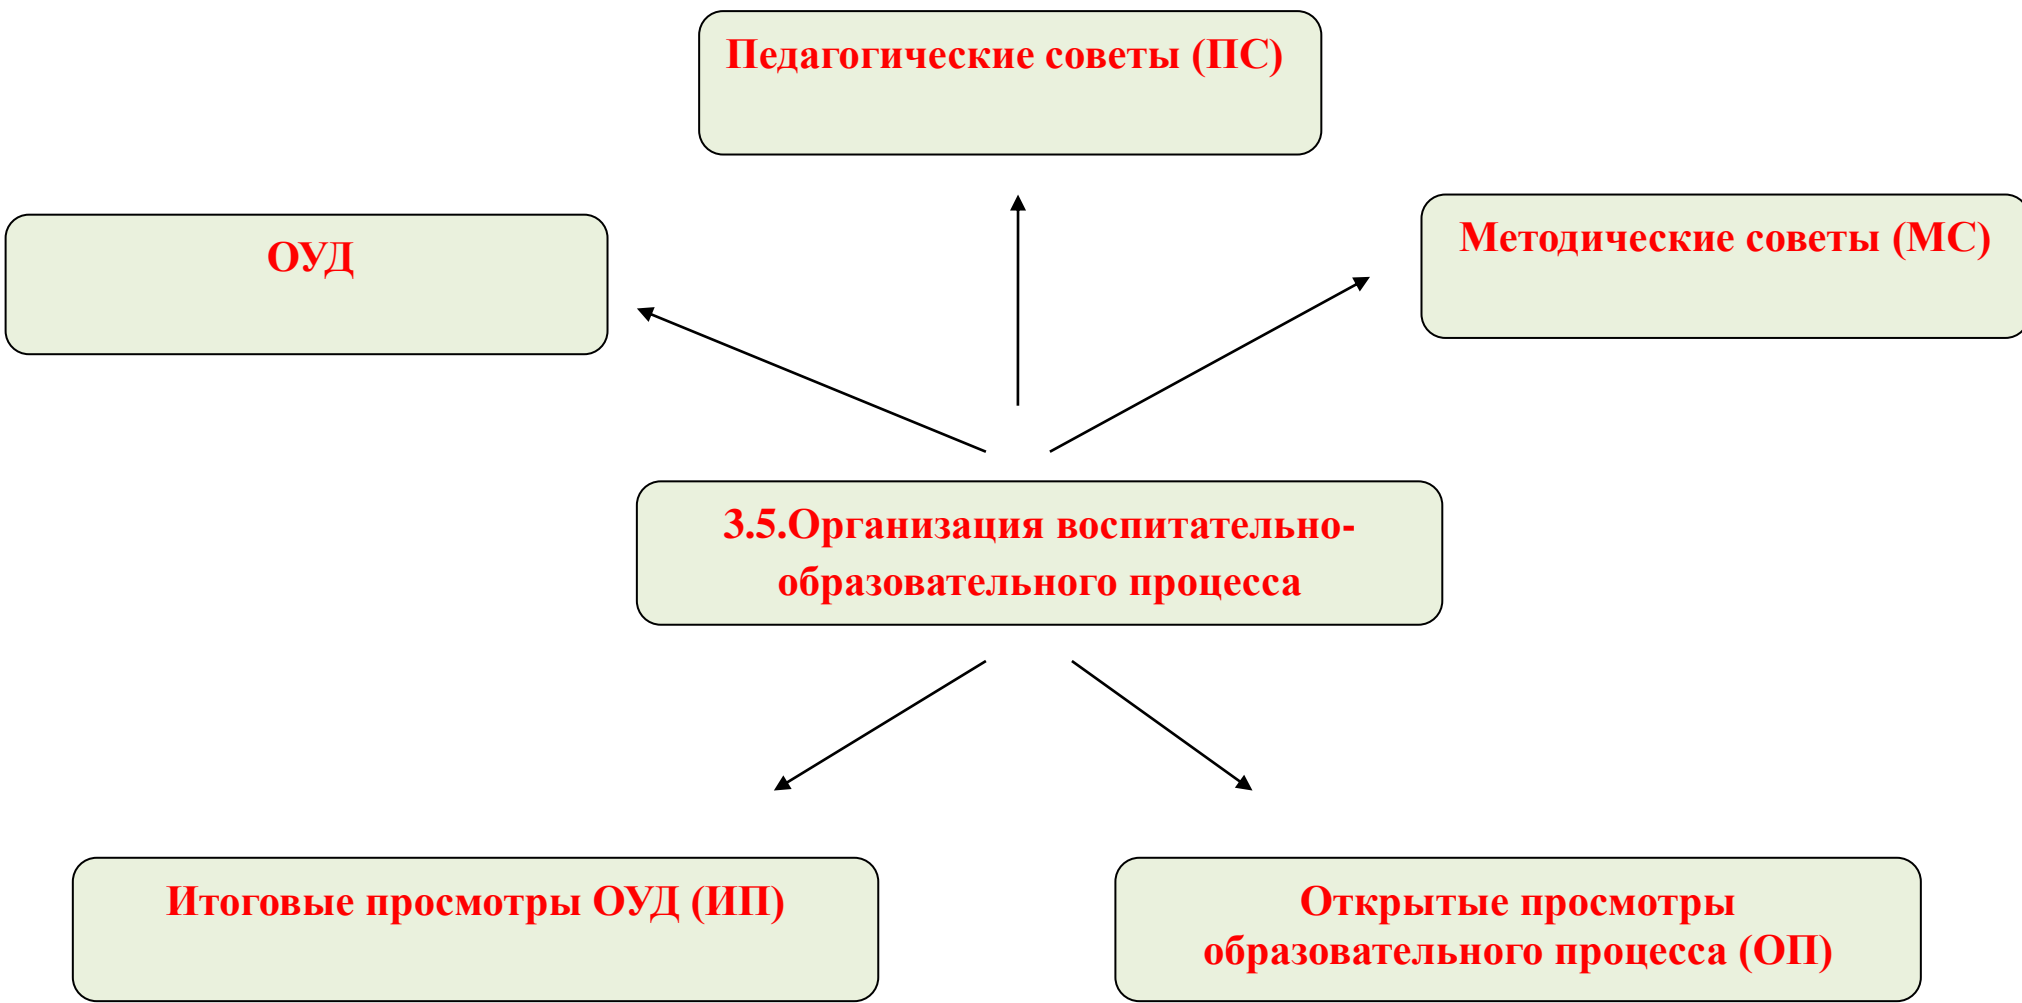 Педагогические советы (ПС)
ОУД
Методические советы (МС)
3.5.Организация воспитательно-
образовательного процесса
Итоговые просмотры ОУД (ИП)
Открытые просмотры
образовательного процесса (ОП)